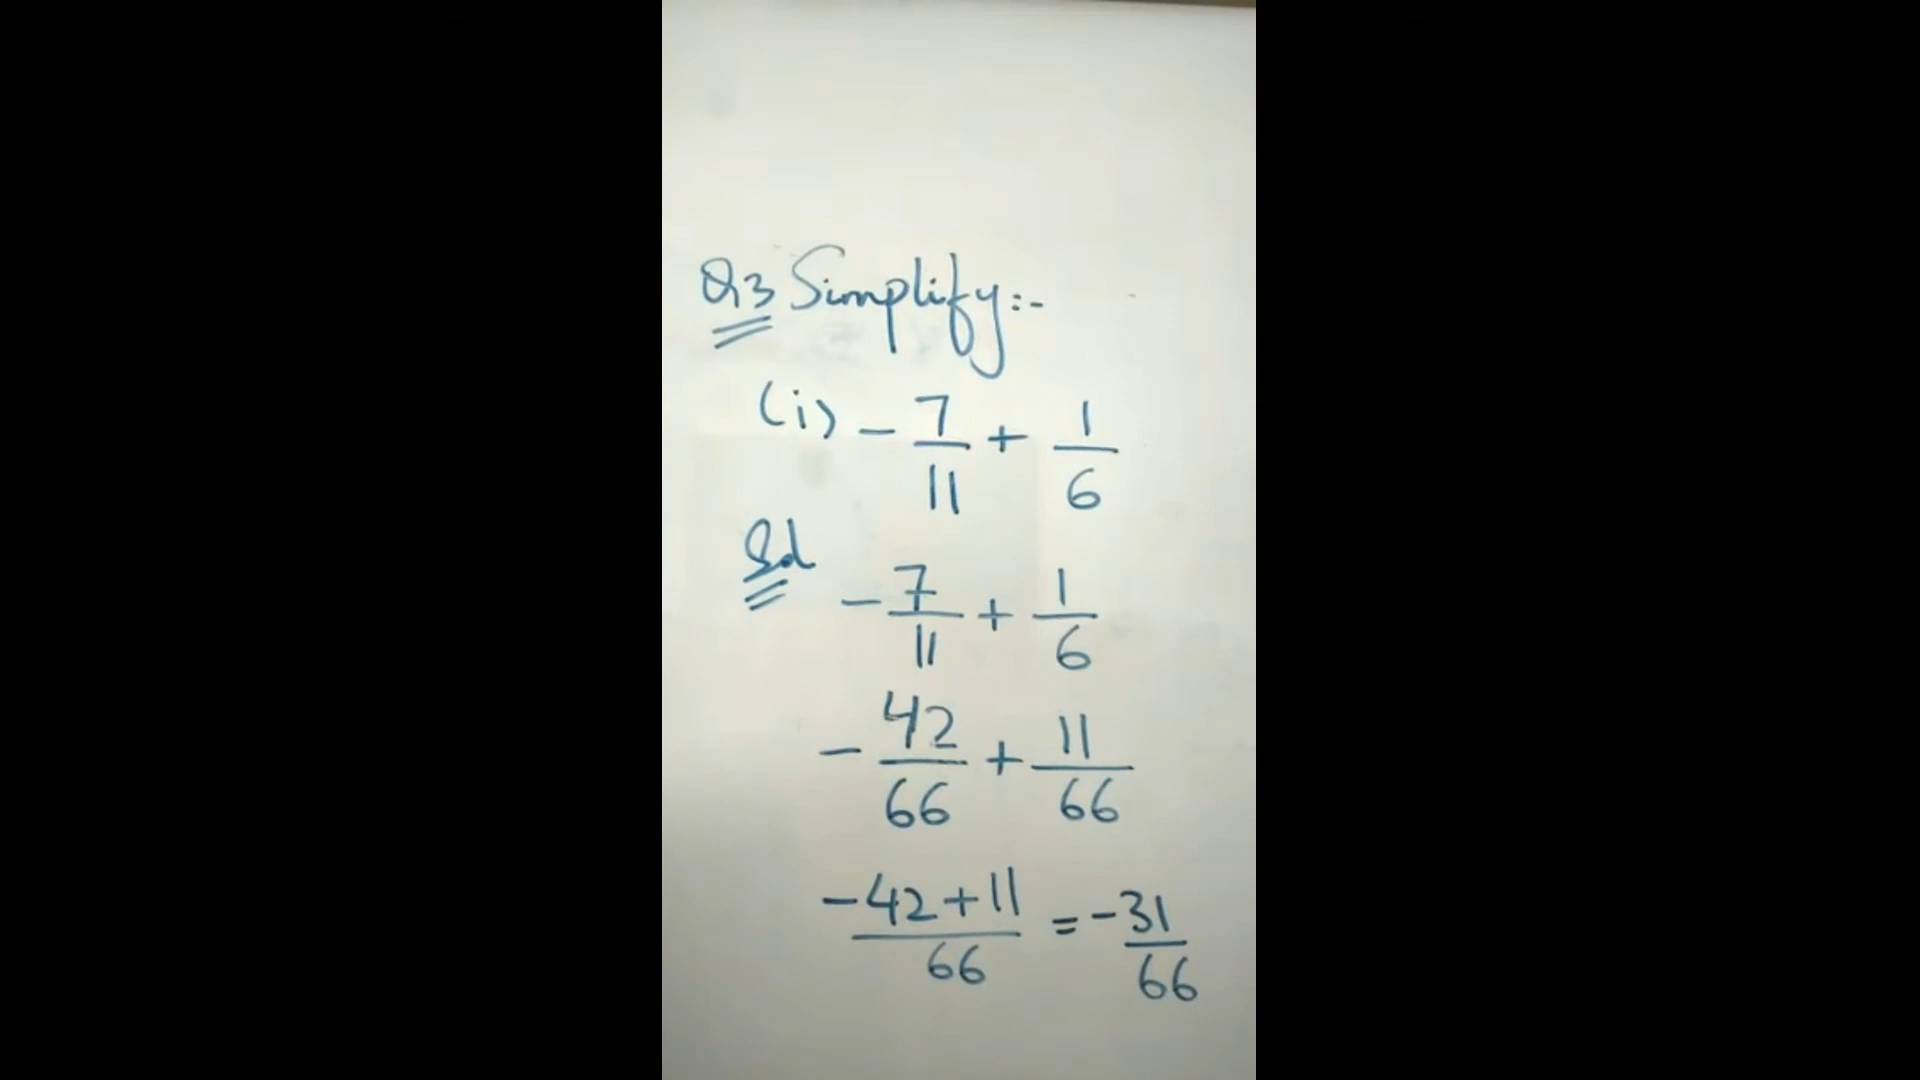 Q3 Simplify:-
(i) - 7/11 + 1/6
Sol
- 7/11 + 1/6
- 42/66 + 11/66
-42+11/66 = -31/66